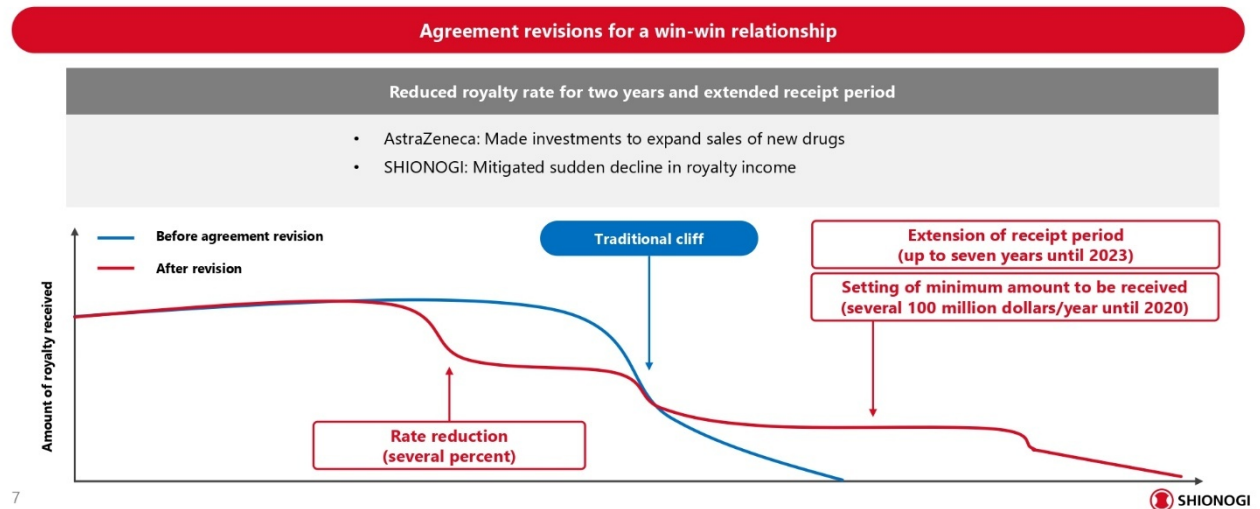 Agreement revisions for a win-win relationship
Reduced royalty rate for two years and extended receipt period
• AstraZeneca: Made investments to expand sales of new drugs
• SHIONOGI: Mitigated sudden decline in royalty income
Before agreement revision
After revision
Traditional cliff
Extension of receipt period
(up to seven years until 2023)
Setting of minimum amount to be received
(several 100 million dollars/year until 2020)
Amount of royalty received
Rate reduction
(several percent)
7
SHIONOGI